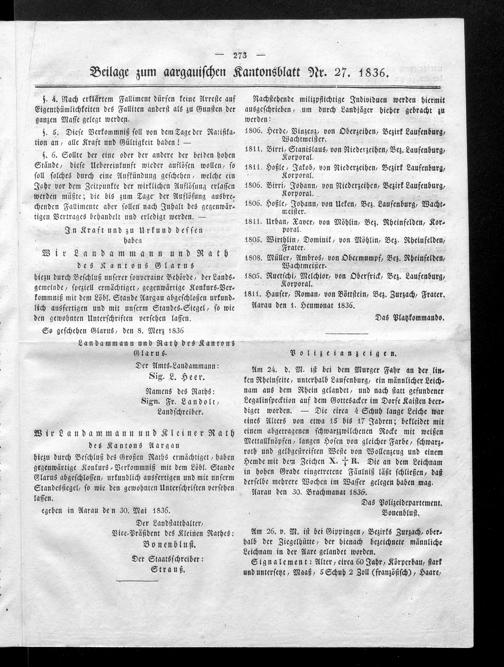 — 273 —
Beilage zum aargauischen Kantonsblatt Nr. 27. 1836.
§. 4. Nach erklärtem Falliment dürfen keine Arreste auf
Eigenthümlichkeiten des Falliten anderst als zu Gunsten der
ganzen Masse gelegt werden.
§. 5. Diese Verkomniß soll von dem Tage der Ratifika-
tion an, alle Kraft und Gültigkeit haben! —
§. 6. Sollte der eine oder der andere der beiden hohen
Stände, diese Uebereinkunft wieder auflösen wollen, so
soll solches durch eine Aufkündung geschehen, welche ein
Jahr vor dem Zeitpunkte der wirklichen Auflösung erlassen
werden müßte; die bis zum Tage der Auflösung ausbre-
chenden Fallimente aber sollen nach Inhalt des gegenwär-
tigen Vertrages behandelt und erledigt werden. —
In Kraft und zu Urkund dessen
haben
Wir Landammann und Rath
des Kantons Glarus
hiezu durch Beschluß unserer souverainen Behörde, der Lands-
gemeinde, speziell ermächtiget, gegenwärtige Konkurs-Ver-
kommniß mit dem Löbl. Stande Aargau abgeschlossen urkund-
lich ausfertigen und mit unserm Standes-Siegel, so wie
den gewohnten Unterschriften versehen lassen.
So geschehen Glarus, den 8. Merz 1836
Landammann und Rath des Kantons
Glarus.
Der Amts-Landammann:
Sig. L. Heer.
Namens des Raths:
Sign. Fr. Landolt,
Landschreiber.
Wir Landammann und Kleiner Rath
des Kantons Aargau
hiezu durch Beschluß des Großen Raths ermächtiget, haben
gegenwärtige Konkurs-Verkommniß mit dem Löbl. Stande
Glarus abgeschlossen, urkundlich ausfertigen und mit unserm
Standessiegel, so wie den gewohnten Unterschriften versehen
lassen.
egeben in Aarau den 30. Mai 1836.
Der Landstatthalter,
Vice-Präsident des Kleinen Rathes:
Bonenblust.
Der Staatsschreiber:
Strauß.
Nachstehende milizpflichtige Individuen werden hiermit
ausgeschrieben, um durch Landjäger hieher gebracht zu
werden:
1806. Herde, Vinzenz, von Oberzeihen, Bezirk Laufenburg,
Wachtmeister.
1811. Birri, Stanislaus, von Niederzeihen, Bez. Laufenburg,
Korporal.
1811. Hoßle, Jakob, von Niederzeihen, Bezirk Laufenburg,
Korporal.
1806. Birri, Johann, von Niederzeihen, Bezirk Laufenburg,
Korporal.
1806. Hoßle, Johann, von Ueken, Bez. Laufenburg, Wacht-
meister.
1811. Urban, Xaver, von Möhlin, Bez. Rheinfelden, Kor-
poral.
1805. Wirthlin, Dominik, von Möhlin, Bez. Rheinfelden,
Frater.
1808. Müller, Ambros, von Obermumpf, Bez. Rheinfelden,
Wachtmeister.
1805. Ruetschi, Melchior, von Oberfrick, Bez. Laufenburg,
Korporal.
1811. Hauser, Roman, von Böttstein, Bez. Zurzach, Frater.
Aarau den 1. Heumonat 1836.
Das Platzkommando.
Polizeianzeigen.
Am 24. d. M. ist bei dem Murger Fahr an der lin-
ken Rheinseite, unterhalb Laufenburg, ein männlicher Leich-
nam aus dem Rhein gelandet, und nach statt gefundener
Legalinspektion auf dem Gottesacker im Dorfe Kaisten beer-
diget worden. — Die circa 4 Schuh lange Leiche war
eines Alters von etwa 15 bis 17 Jahren; bekleidet mit
einem abgetragenen schwarzwolchenen Rock mit weißen
Metallknöpfen, langen Hosen von gleicher Farbe, schwarz-
roth und gelbgestreiften Weste von Wollenzeug und einem
Hemde mit den Zeichen X. ┼ R. Die an dem Leichnam
in hohem Grade eingetretene Fäulniß läßt schließen, daß
derselbe mehrere Wochen im Wasser gelegen haben mag.
Aarau den 30. Brachmonat 1836.
Das Polizeidepartement.
Bonenblust.
Am 26. v. M. ist bei Gippingen, Bezirks Zurzach, ober-
halb der Ziegelhütte, der hienach bezeichnete männliche
Leichnam in der Aare gelandet worden.
Signalement: Alter, circa 60 Jahr, Körperbau, stark
und untersetzt, Maaß, 5 Schuh 2 Zoll (französisch), Haare,